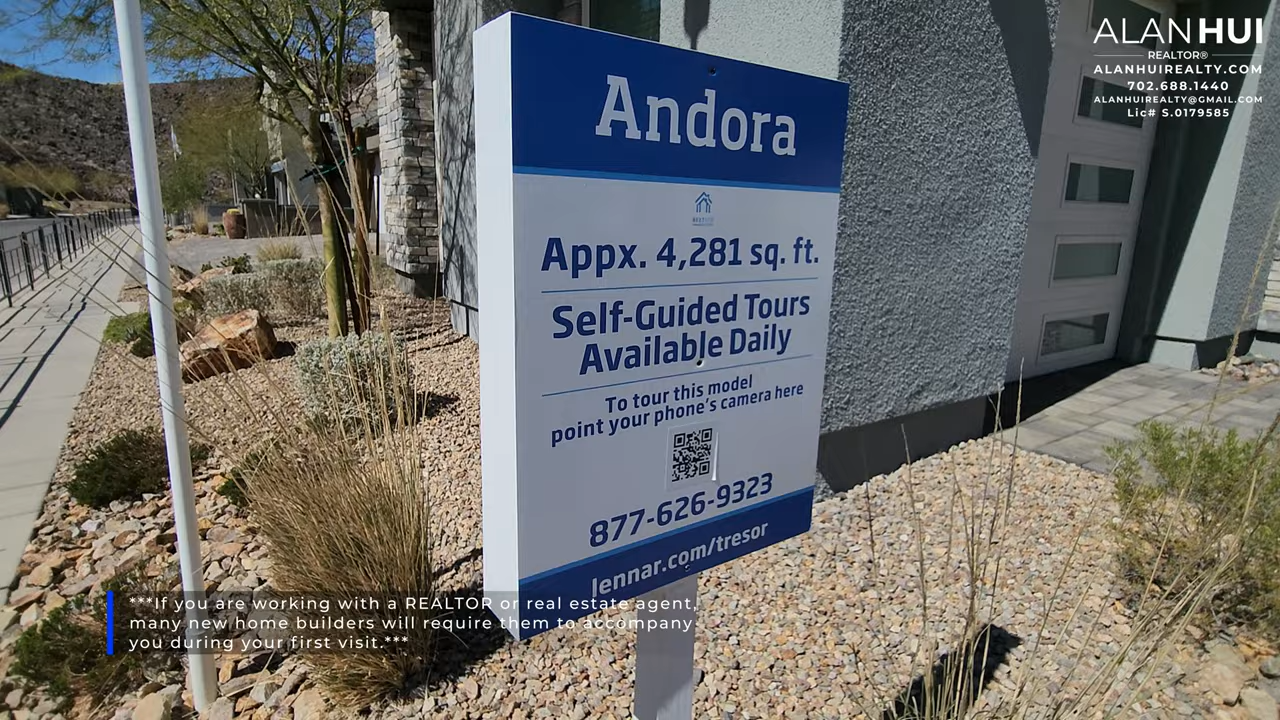 ALANHUI
REALTOR®
ALANHUIREALTY.COM
702.688.1440
ALANHUIREALTY@GMAIL.COM
Lic# S.0179585
Andora
Appx. 4,281 sq. ft.
Self-Guided Tours
Available Daily
To tour this model
point your phone's camera here
877-626-9323
lennar.com/tresor
***If you are working with a REALTOR or real estate agent,
many new home builders will require them to accompany
you during your first visit.***